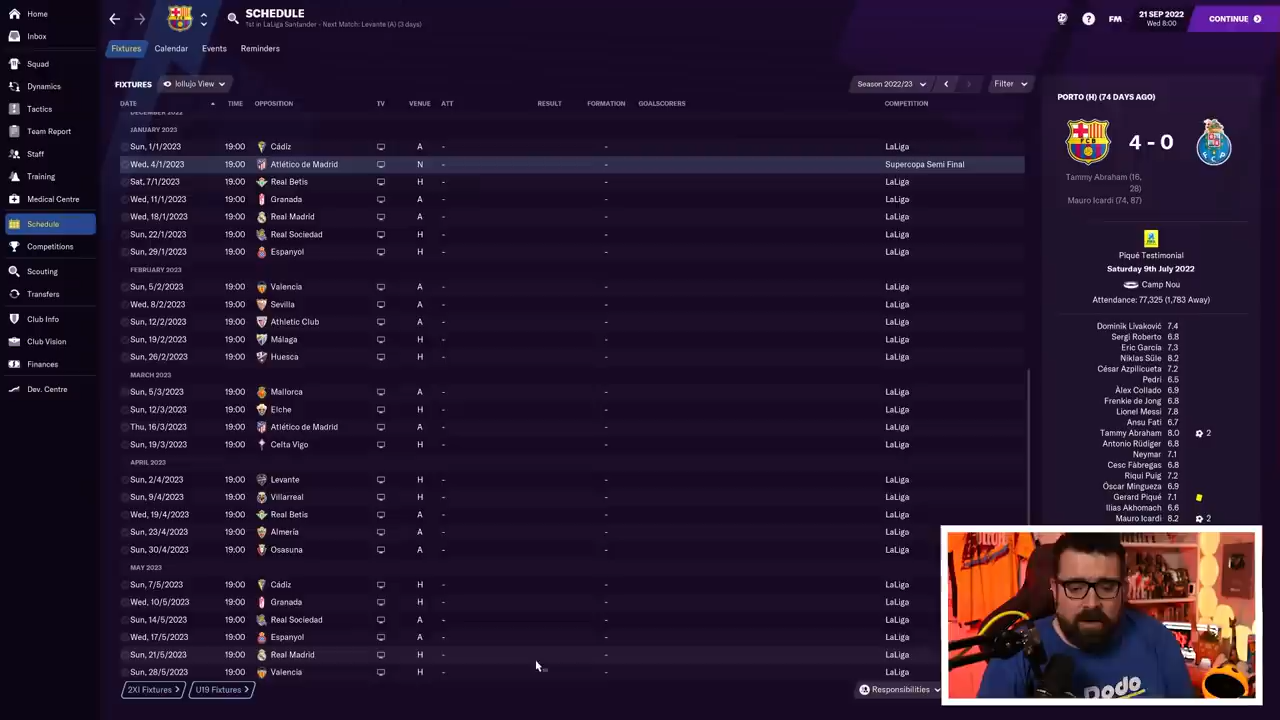 Home
Inbox
Squad
Dynamics
Tactics
Team Report
Staff
Training
Medical Centre
Schedule
Competitions
Scouting
Transfers
Club Info
Club Vision
Finances
Dev. Centre
SCHEDULE
1st in LaLiga Santander - Next Match: Levante (A) (3 days)
FM
21 SEP 2022
Wed 8:00
CONTINUE
Fixtures Calendar Events Reminders
FIXTURES lollujo View Season 2022/23 Filter
DATE TIME OPPOSITION TV VENUE ATT RESULT FORMATION GOALSCORERS COMPETITION
DECEMBER 2022
JANUARY 2023
Sun, 1/1/2023 19:00 Cádiz A - - LaLiga
Wed, 4/1/2023 19:00 Atlético de Madrid N - - Supercopa Semi Final
Sat, 7/1/2023 19:00 Real Betis H - - LaLiga
Wed, 11/1/2023 19:00 Granada A - - LaLiga
Wed, 18/1/2023 19:00 Real Madrid A - - LaLiga
Sun, 22/1/2023 19:00 Real Sociedad H - - LaLiga
Sun, 29/1/2023 19:00 Espanyol H - - LaLiga
FEBRUARY 2023
Sun, 5/2/2023 19:00 Valencia A - - LaLiga
Wed, 8/2/2023 19:00 Sevilla A - - LaLiga
Sun, 12/2/2023 19:00 Athletic Club A - - LaLiga
Sun, 19/2/2023 19:00 Málaga H - - LaLiga
Sun, 26/2/2023 19:00 Huesca H - - LaLiga
MARCH 2023
Sun, 5/3/2023 19:00 Mallorca A - - LaLiga
Sun, 12/3/2023 19:00 Elche H - - LaLiga
Thu, 16/3/2023 19:00 Atlético de Madrid A - - LaLiga
Sun, 19/3/2023 19:00 Celta Vigo H - - LaLiga
APRIL 2023
Sun, 2/4/2023 19:00 Levante H - - LaLiga
Sun, 9/4/2023 19:00 Villarreal H - - LaLiga
Wed, 19/4/2023 19:00 Real Betis A - - LaLiga
Sun, 23/4/2023 19:00 Almería A - - LaLiga
Sun, 30/4/2023 19:00 Osasuna A - - LaLiga
MAY 2023
Sun, 7/5/2023 19:00 Cádiz H - - LaLiga
Wed, 10/5/2023 19:00 Granada H - - LaLiga
Sun, 14/5/2023 19:00 Real Sociedad A - - LaLiga
Wed, 17/5/2023 19:00 Espanyol A - - LaLiga
Sun, 21/5/2023 19:00 Real Madrid H - - LaLiga
Sun, 28/5/2023 19:00 Valencia H - - LaLiga
2XI Fixtures U19 Fixtures Responsibilities
PORTO (H) (74 DAYS AGO)
4 - 0
Tammy Abraham (16,
28)
Mauro Icardi (74, 87)
Piqué Testimonial
Saturday 9th July 2022
Camp Nou
Attendance: 77,325 (1,783 Away)
Dominik Livaković 7.4
Sergi Roberto 6.8
Eric García 7.3
Niklas Süle 8.2
César Azpilicueta 7.2
Pedri 6.5
Àlex Collado 6.9
Frenkie de Jong 6.8
Lionel Messi 7.8
Ansu Fati 6.7
Tammy Abraham 8.0 2
Antonio Rüdiger 6.8
Neymar 7.1
Cesc Fàbregas 6.8
Riqui Puig 7.2
Óscar Mingueza 6.9
Gerard Piqué 7.1
Ilias Akhomach 6.6
Mauro Icardi 8.2 2